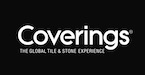 Coverings®
THE GLOBAL TILE & STONE EXPERIENCE